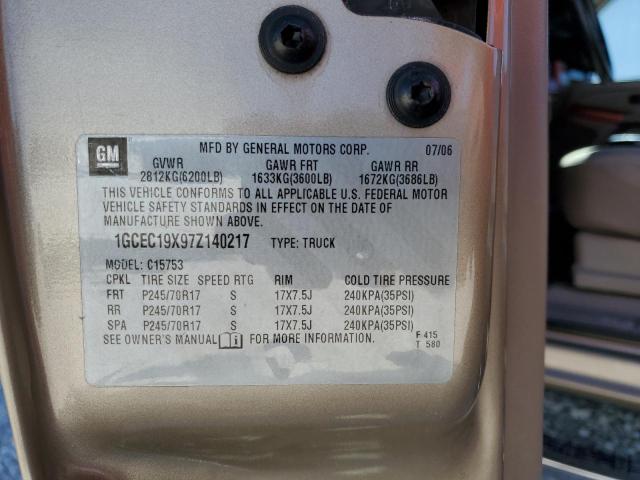 GM
MFD BY GENERAL MOTORS CORP. 07/06
GVWR GAWR FRT GAWR RR
2812KG(6200LB) 1633KG(3600LB) 1672KG(3686LB)
THIS VEHICLE CONFORMS TO ALL APPLICABLE U.S. FEDERAL MOTOR
VEHICLE SAFETY STANDARDS IN EFFECT ON THE DATE OF
MANUFACTURE SHOWN ABOVE.
1GCEC19X97Z140217 TYPE: TRUCK
MODEL: C15753
CPKL TIRE SIZE SPEED RTG RIM COLD TIRE PRESSURE
FRT P245/70R17 S 17X7.5J 240KPA(35PSI)
RR P245/70R17 S 17X7.5J 240KPA(35PSI)
SPA P245/70R17 S 17X7.5J 240KPA(35PSI)
SEE OWNER'S MANUAL FOR MORE INFORMATION.
F 415
T 580